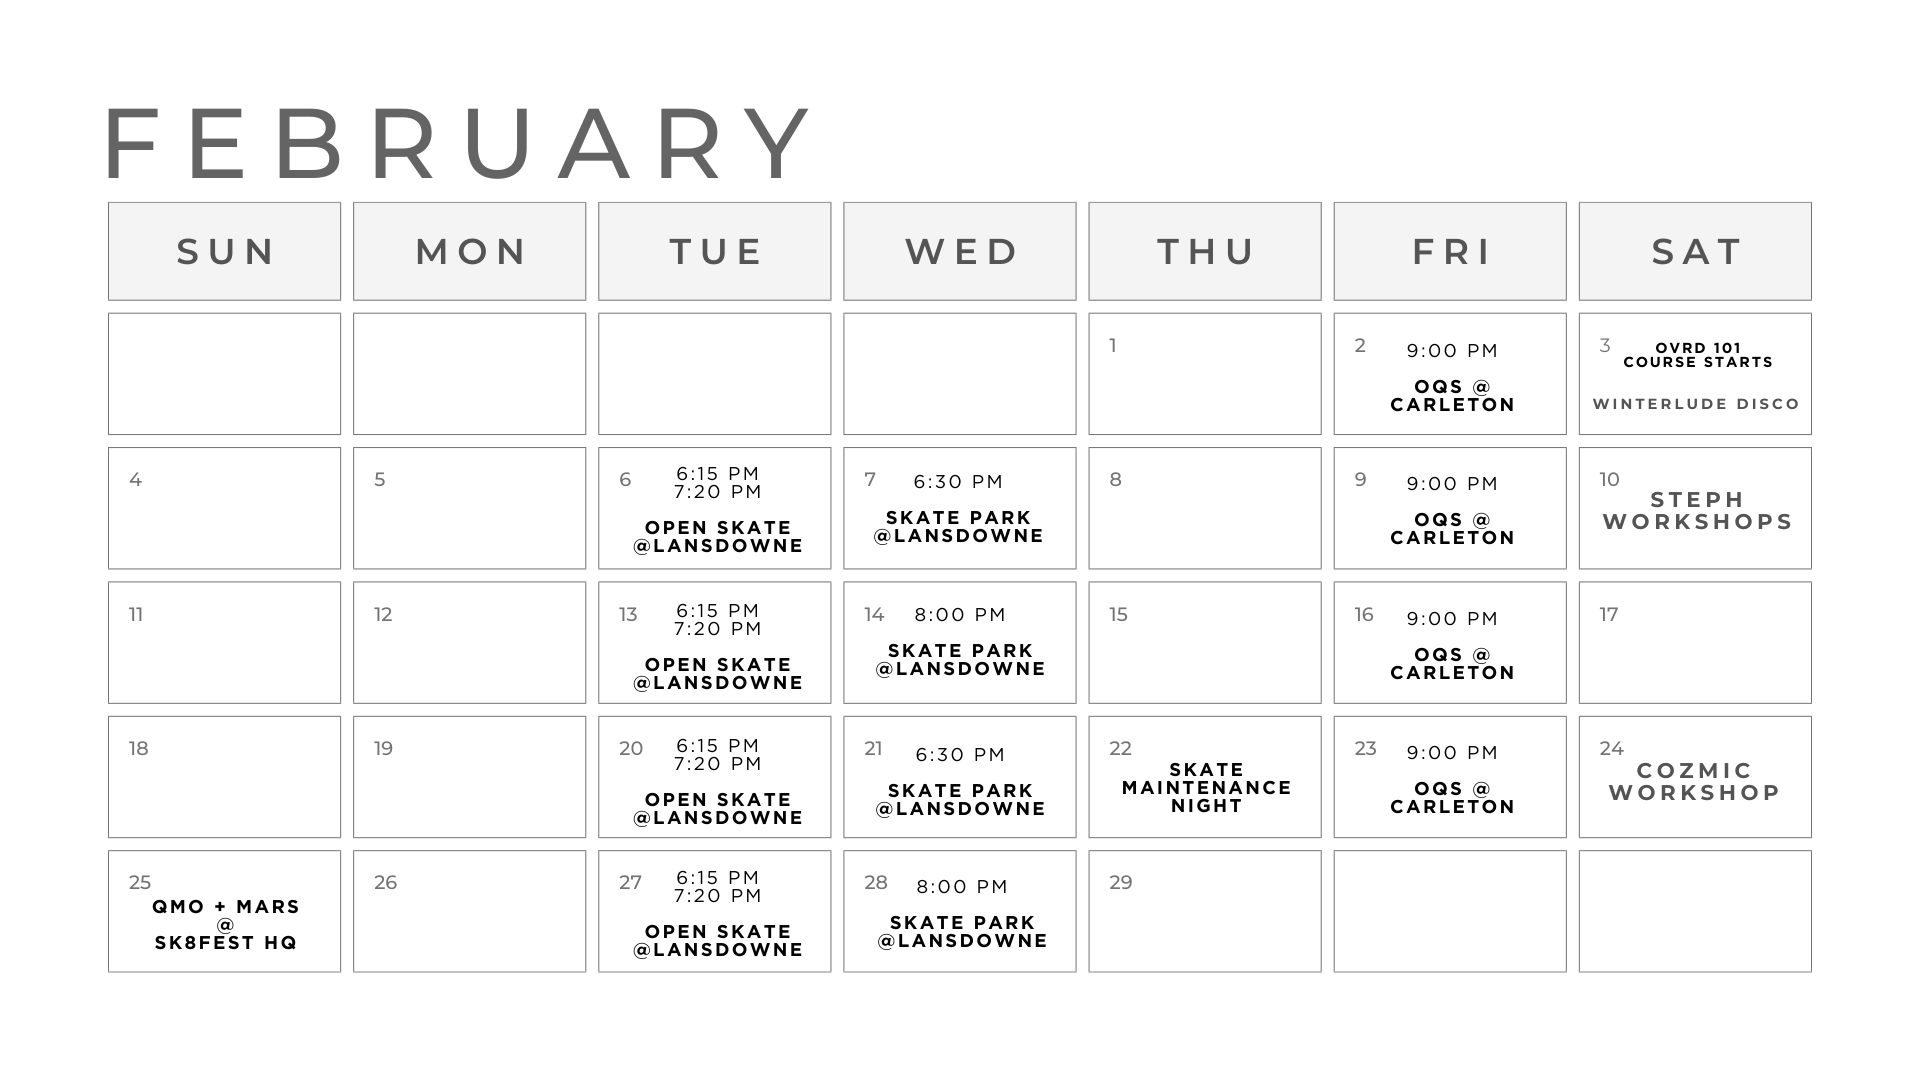 FEBRUARY
SUN MON TUE WED THU FRI SAT
1
2
9:00 PM
OQS @
CARLETON
3
OVRD 101
COURSE STARTS
WINTERLUDE DISCO
4
5
6
6:15 PM
7:20 PM
OPEN SKATE
@LANSDOWNE
7
6:30 PM
SKATE PARK
@LANSDOWNE
8
9
9:00 PM
OQS @
CARLETON
10
STEPH
WORKSHOPS
11
12
13
6:15 PM
7:20 PM
OPEN SKATE
@LANSDOWNE
14
8:00 PM
SKATE PARK
@LANSDOWNE
15
16
9:00 PM
OQS @
CARLETON
17
18
19
20
6:15 PM
7:20 PM
OPEN SKATE
@LANSDOWNE
21
6:30 PM
SKATE PARK
@LANSDOWNE
22
SKATE
MAINTENANCE
NIGHT
23
9:00 PM
OQS @
CARLETON
24
COZMIC
WORKSHOP
25
QMO + MARS
@
SK8FEST HQ
26
27
6:15 PM
7:20 PM
OPEN SKATE
@LANSDOWNE
28
8:00 PM
SKATE PARK
@LANSDOWNE
29